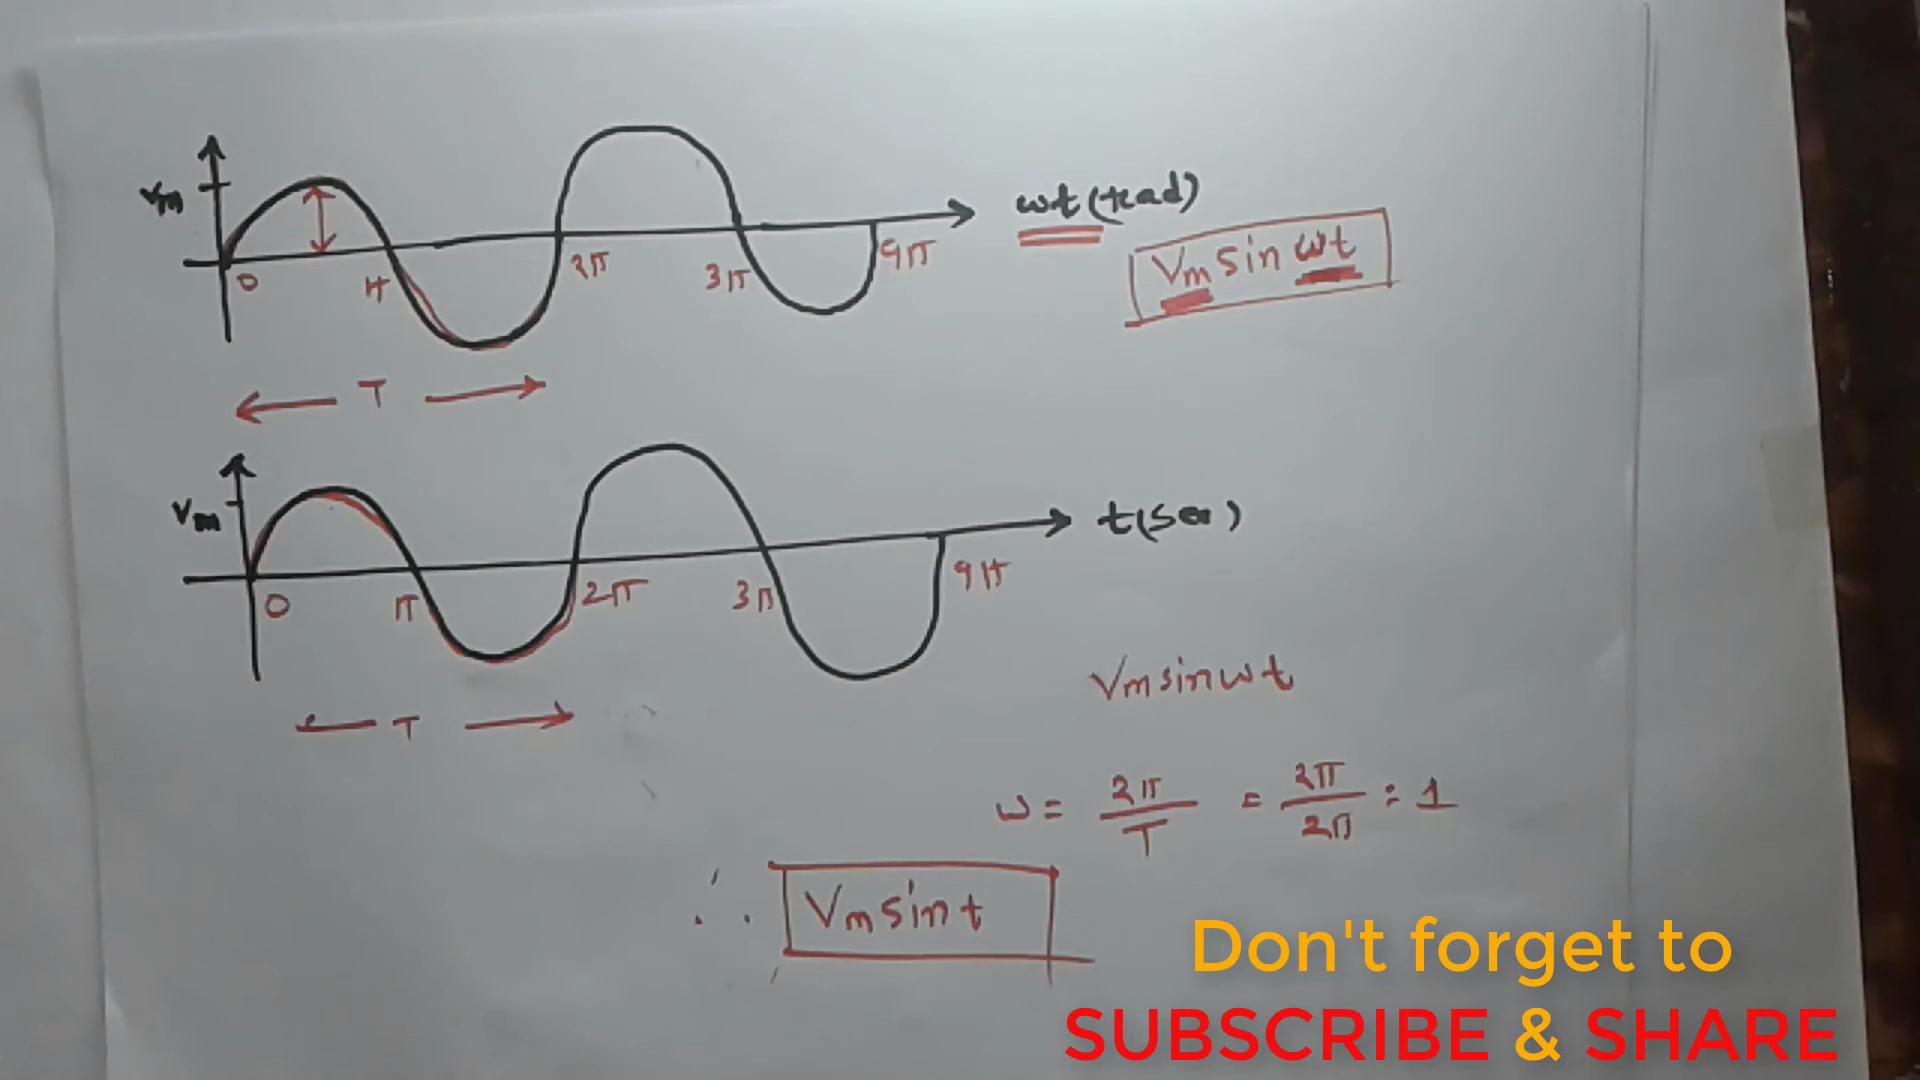 Vm
ωt (rad)
0 π 2π 3π 4π
Vm sin ωt
T
Vm
t(sec)
0 π 2π 3π 4π
T
Vm sin ωt
ω = 2π/T = 2π/2π = 1
∴ Vm sin t
Don't forget to
SUBSCRIBE & SHARE